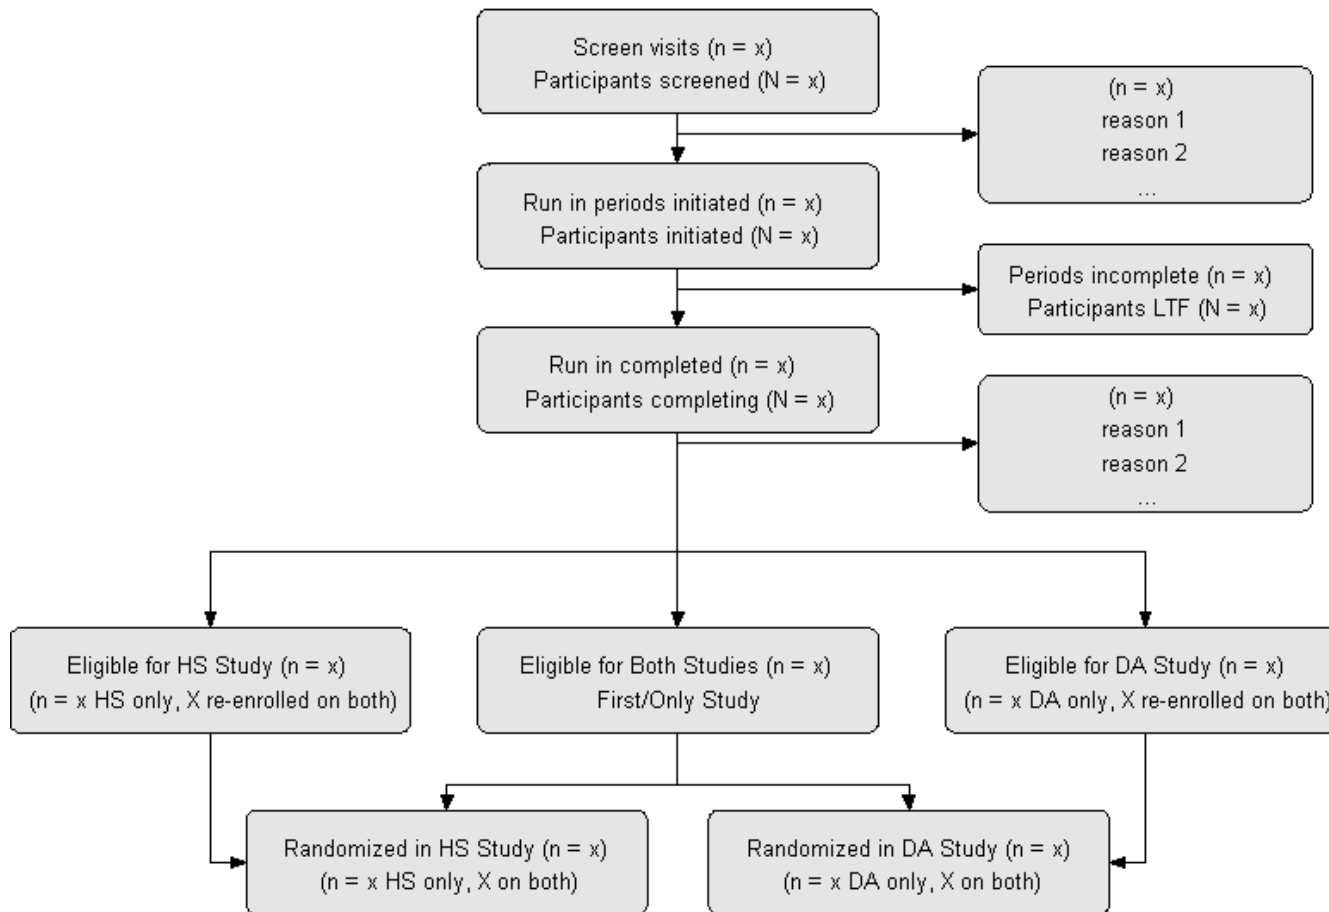 Screen visits (n = x)
Participants screened (N = x)
(n = x)
reason 1
reason 2
...
Run in periods initiated (n = x)
Participants initiated (N = x)
Periods incomplete (n = x)
Participants LTF (N = x)
Run in completed (n = x)
Participants completing (N = x)
(n = x)
reason 1
reason 2
...
Eligible for HS Study (n = x)
(n = x HS only, X re-enrolled on both)
Eligible for Both Studies (n = x)
First/Only Study
Eligible for DA Study (n = x)
(n = x DA only, X re-enrolled on both)
Randomized in HS Study (n = x)
(n = x HS only, X on both)
Randomized in DA Study (n = x)
(n = x DA only, X on both)